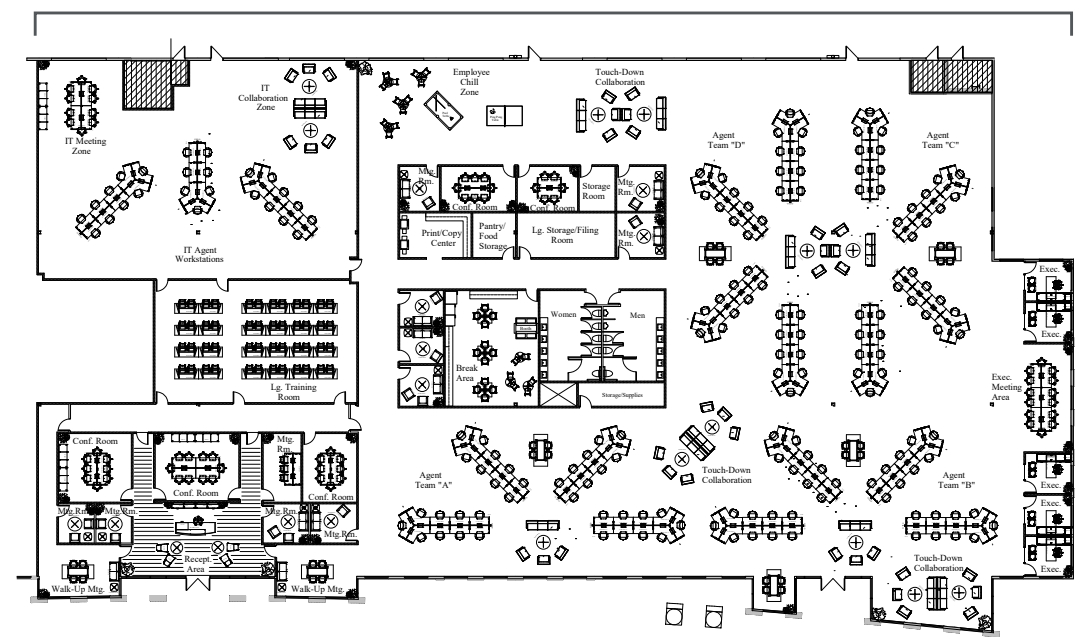 Employee
Chill
Zone
Touch-Down
Collaboration
IT
Collaboration
Zone
IT Meeting
Zone
Agent
Team "D"
Agent
Team "C"
Mtg.
Rm.
Conf. Room
Conf. Room
Storage
Room
Mtg.
Rm.
Print/Copy
Center
Pantry/
Food
Storage
Lg. Storage/Filing
Room
Mtg.
Rm.
IT Agent
Workstations
Exec.
Women
Men
Booth
Exec.
Break
Area
Lg. Training
Room
Exec.
Meeting
Area
Storage/Supplies
Conf. Room
Mtg.
Rm.
Conf. Room
Conf. Room
Agent
Team "A"
Touch-Down
Collaboration
Agent
Team "B"
Exec.
Exec.
Mtg.Rm.
Mtg.Rm.
Mtg.Rm.
Mtg.Rm.
Recept.
Area
Touch-Down
Collaboration
Exec.
Walk-Up Mtg.
Walk-Up Mtg.